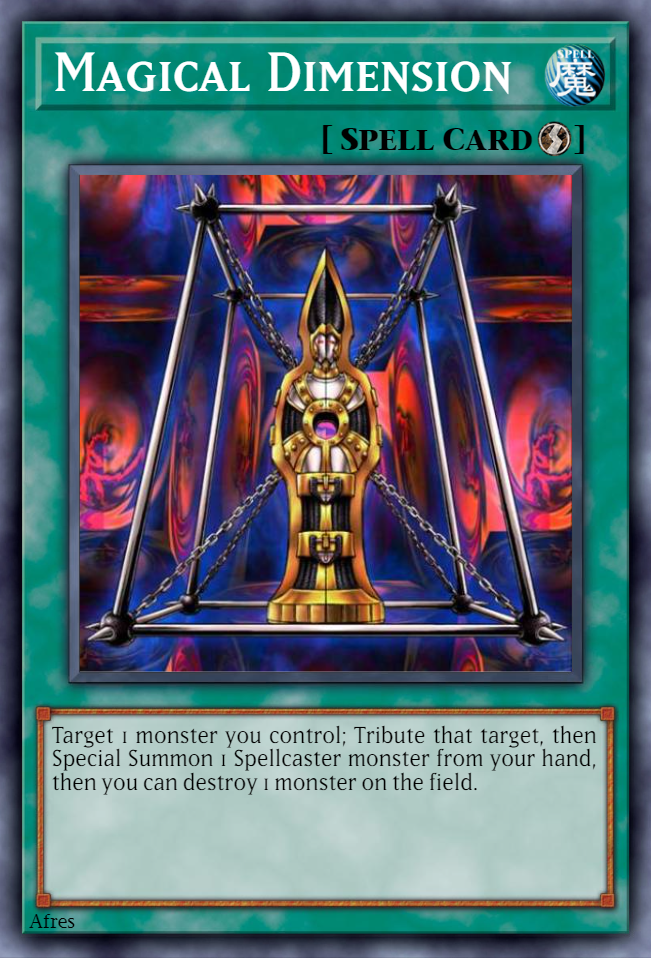 Magical Dimension
SPELL
魔
[ Spell Card ]
Target 1 monster you control; Tribute that target, then
Special Summon 1 Spellcaster monster from your hand,
then you can destroy 1 monster on the field.
Afres